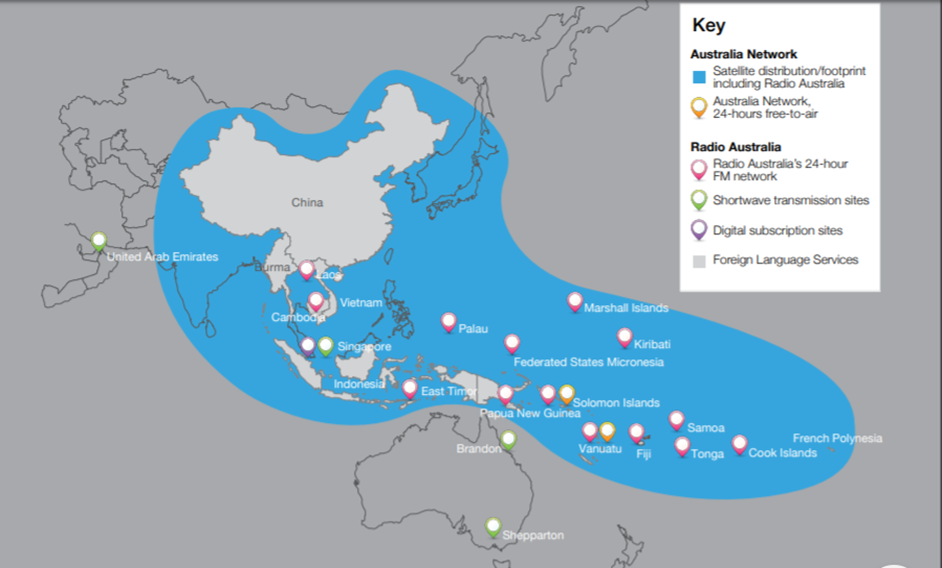 Key
Australia Network
Satellite distribution/footprint
including Radio Australia
Australia Network,
24-hours free-to-air
Radio Australia
Radio Australia's 24-hour
FM network
Shortwave transmission sites
Digital subscription sites
Foreign Language Services
China
United Arab Emirates
Burma
Laos
Vietnam
Cambodia
Marshall Islands
Palau
Kiribati
Singapore
Federated States Micronesia
Indonesia
East Timor
Solomon Islands
Papua New Guinea
Samoa
French Polynesia
Brandon
Vanuatu
Fiji
Tonga
Cook Islands
Shepparton